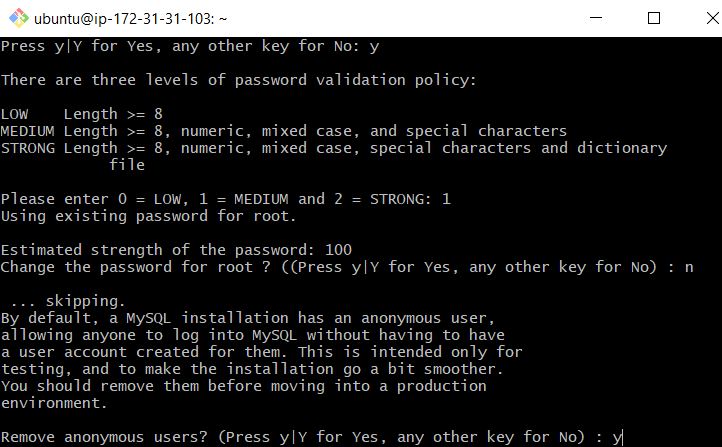 ubuntu@ip-172-31-31-103: ~
Press y|Y for Yes, any other key for No: y
There are three levels of password validation policy:
LOW    Length >= 8
MEDIUM Length >= 8, numeric, mixed case, and special characters
STRONG Length >= 8, numeric, mixed case, special characters and dictionary
file
Please enter 0 = LOW, 1 = MEDIUM and 2 = STRONG: 1
Using existing password for root.
Estimated strength of the password: 100
Change the password for root ? ((Press y|Y for Yes, any other key for No) : n
... skipping.
By default, a MySQL installation has an anonymous user,
allowing anyone to log into MySQL without having to have
a user account created for them. This is intended only for
testing, and to make the installation go a bit smoother.
You should remove them before moving into a production
environment.
Remove anonymous users? (Press y|Y for Yes, any other key for No) : y